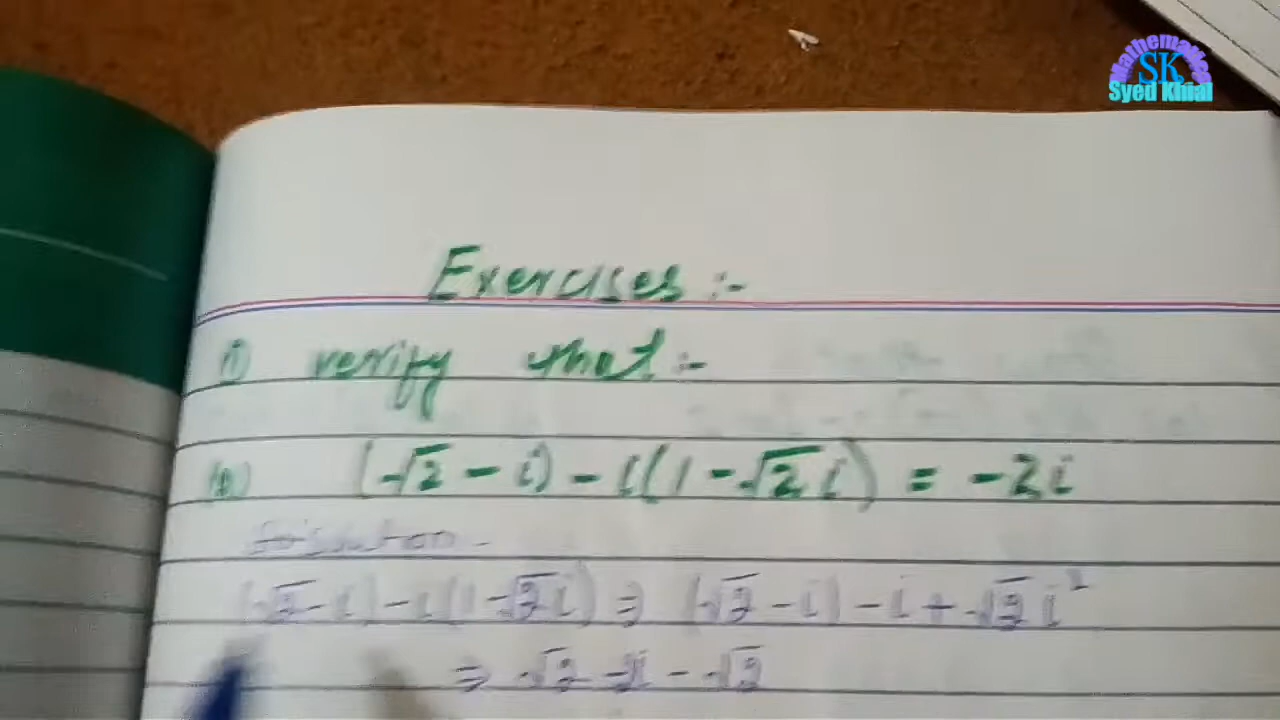 Mathematics
SK
Syed Khial
Exercises :-
(1) verify that :-
(a) (√2 - i) - i(1 - √2 i) = -2i
Solution -
(√2 - i) - i(1 - √2 i) ⇒ (√2 - i) - i + √2 i²
⇒ √2 - 2i - √2